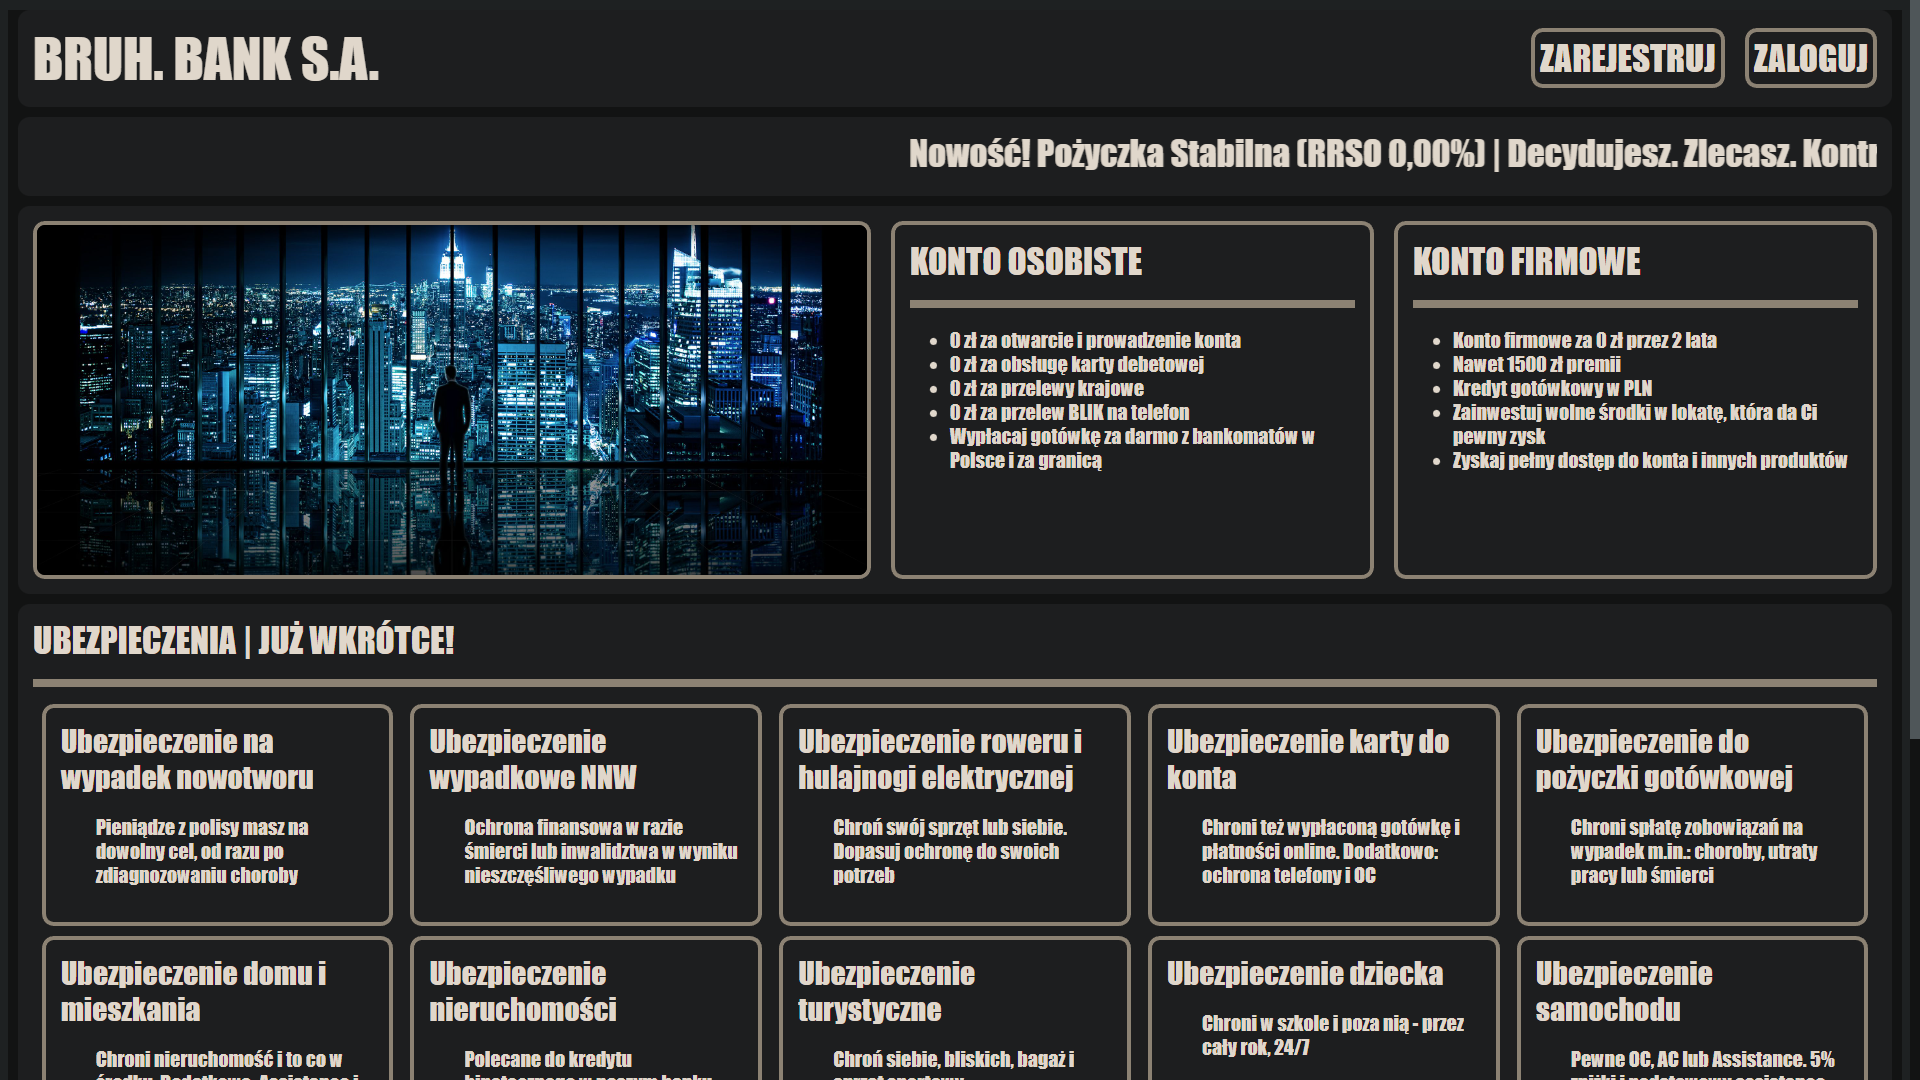 BRUH. BANK S.A.
ZAREJESTRUJ
ZALOGUJ
Nowość! Pożyczka Stabilna (RRSO 0,00%) | Decydujesz. Zlecasz.
KONTO OSOBISTE
0 zł za otwarcie i prowadzenie konta
0 zł za obsługę karty debetowej
0 zł za przelewy krajowe
0 zł za przelew BLIK na telefon
Wypłacaj gotówkę za darmo z bankomatów w
Polsce i za granicą
KONTO FIRMOWE
Konto firmowe za 0 zł przez 2 lata
Nawet 1500 zł premii
Kredyt gotówkowy w PLN
Zainwestuj wolne środki w lokatę, która da Ci
pewny zysk
Zyskaj pełny dostęp do konta i innych produktów
UBEZPIECZENIA | JUŻ WKRÓTCE!
Ubezpieczenie na
wypadek nowotworu
Pieniądze z polisy masz na
dowolny cel, od razu po
zdiagnozowaniu choroby
Ubezpieczenie
wypadkowe NNW
Ochrona finansowa w razie
śmierci lub inwalidztwa w wyniku
nieszczęśliwego wypadku
Ubezpieczenie roweru i
hulajnogi elektrycznej
Chroń swój sprzęt lub siebie.
Dopasuj ochronę do swoich
potrzeb
Ubezpieczenie karty do
konta
Chroni też wypłaconą gotówkę i
płatności online. Dodatkowo:
ochrona telefony i OC
Ubezpieczenie do
pożyczki gotówkowej
Chroni spłatę zobowiązań na
wypadek m.in.: choroby, utraty
pracy lub śmierci
Ubezpieczenie domu i
mieszkania
Chroni nieruchomość i to co w
Ubezpieczenie
nieruchomości
Polecane do kredytu
Ubezpieczenie
turystyczne
Chroń siebie, bliskich, bagaż i
Ubezpieczenie dziecka
Chroni w szkole i poza nią - przez
cały rok, 24/7
Ubezpieczenie
samochodu
Pewne OC, AC lub Assistance. 5%